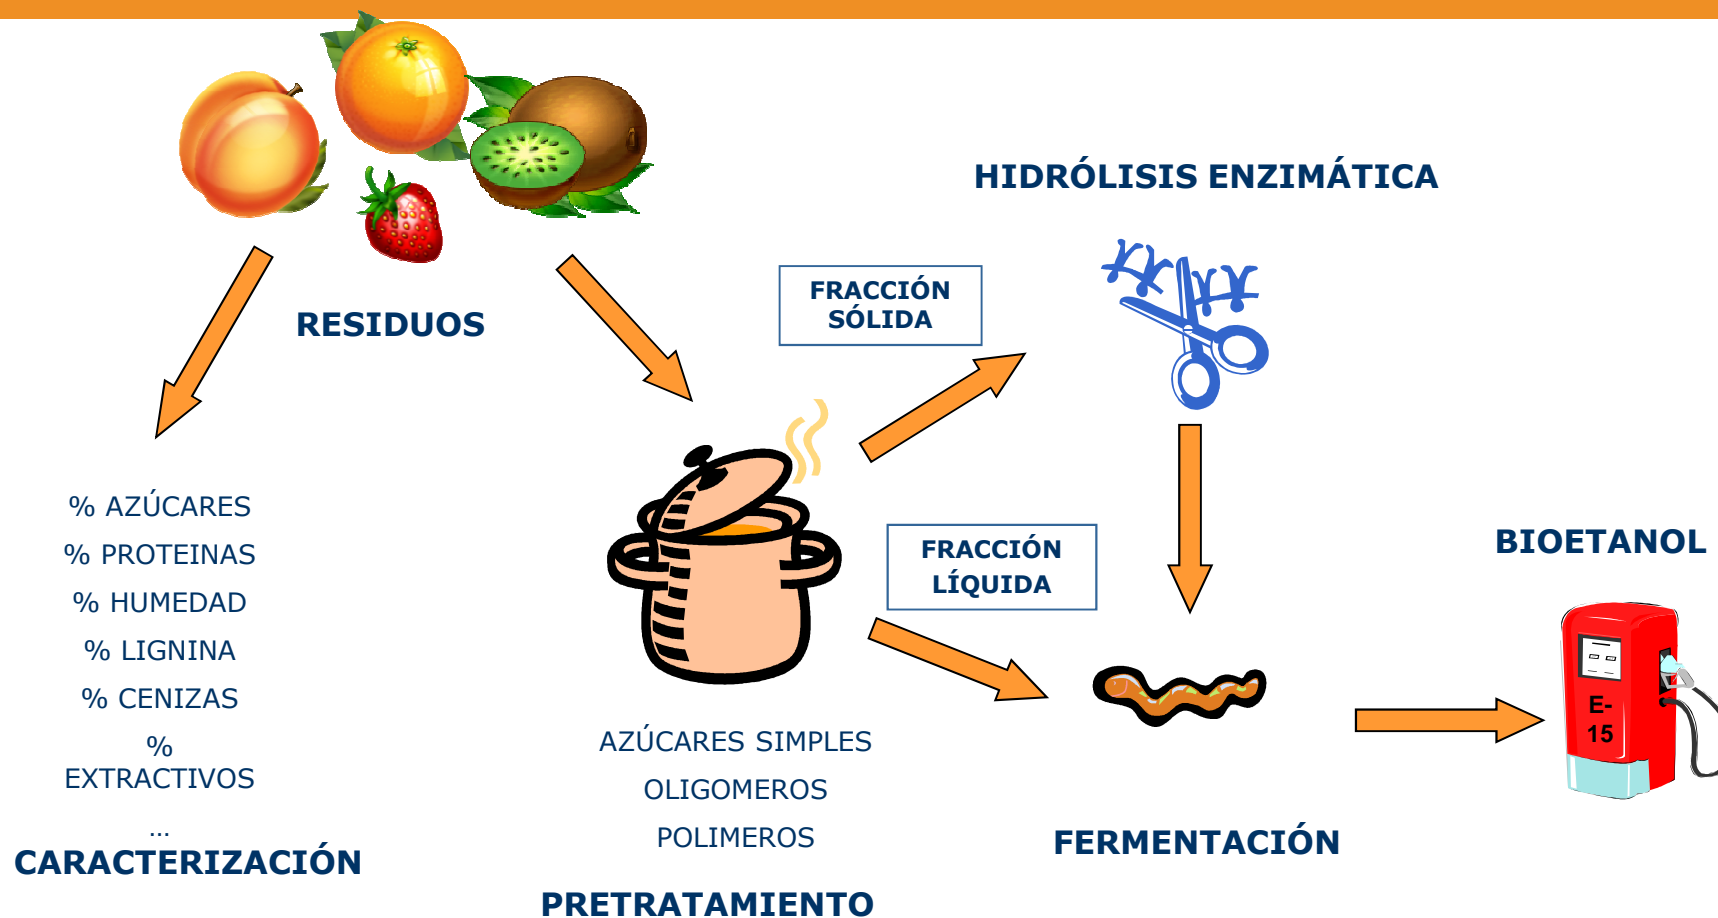 HIDRÓLISIS ENZIMÁTICA
FRACCIÓN
SÓLIDA
RESIDUOS
% AZÚCARES
% PROTEINAS
% HUMEDAD
% LIGNINA
% CENIZAS
%
EXTRACTIVOS
...
CARACTERIZACIÓN
FRACCIÓN
LÍQUIDA
AZÚCARES SIMPLES
OLIGOMEROS
POLIMEROS
PRETRATAMIENTO
FERMENTACIÓN
BIOETANOL
E-
15